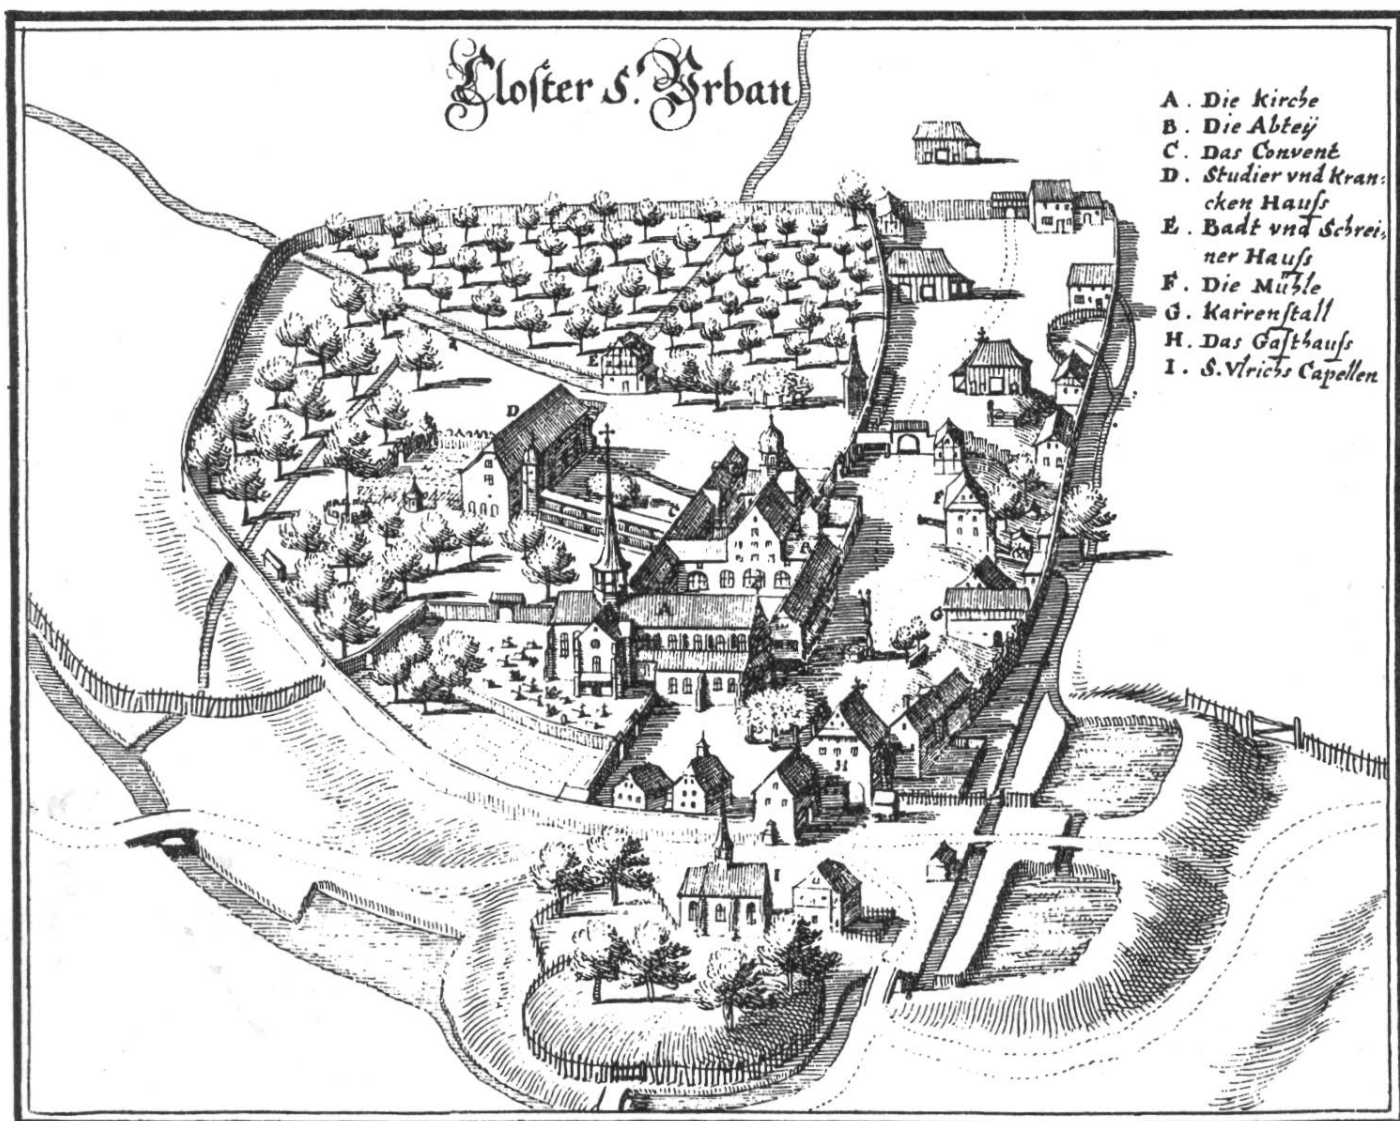 Closter S. Vrban
A. Die Kirche
B. Die Abteÿ
C. Das Convent
D. Studier vnd Kran:
cken Hauſs
E. Badt vnd Schrei:
ner Hauſs
F. Die Mühle
G. Karrenſtall
H. Das Gaſthauſs
I. S. Vlrichs Capellen
E
D
C
F
A
G
H
I